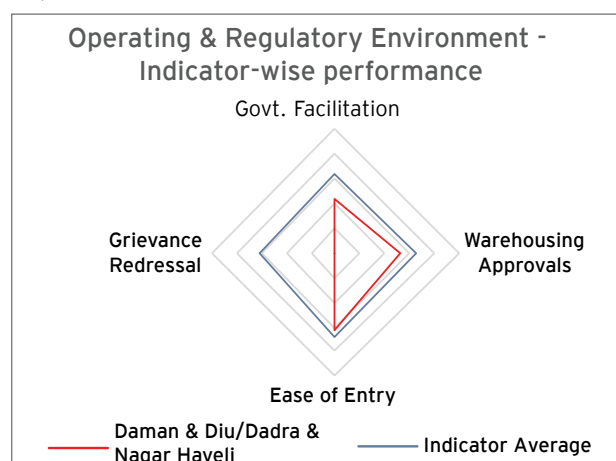 Operating & Regulatory Environment -
Indicator-wise performance
Govt. Facilitation
Grievance
Redressal
Warehousing
Approvals
Ease of Entry
Daman & Diu/Dadra &
Nagar Haveli
Indicator Average